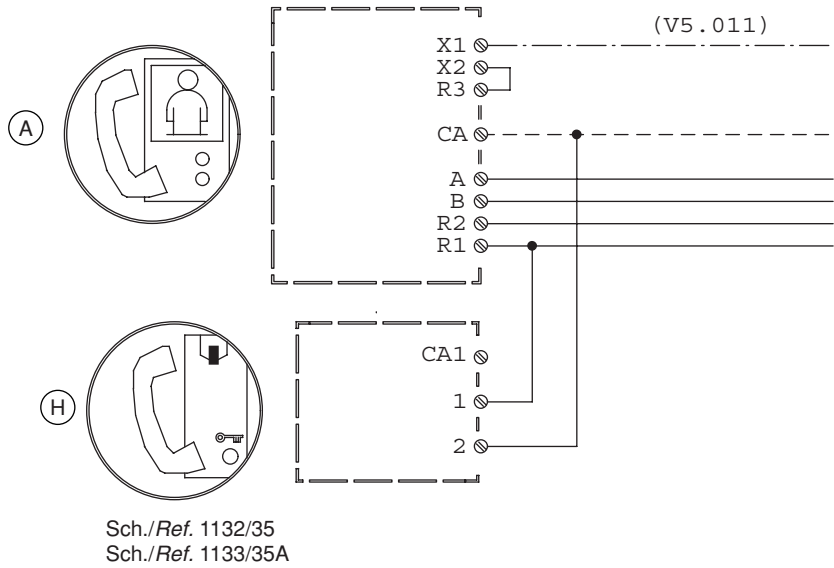 (V5.011)
X1
X2
R3
A
CA
A
B
R2
R1
CA1
H
1
2
Sch./Ref. 1132/35
Sch./Ref. 1133/35A